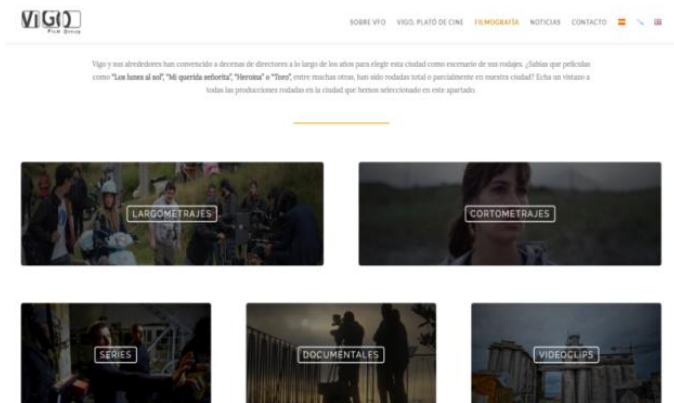 VIGO
Film Office
SOBRE VFO VIGO, PLATÓ DE CINE FILMOGRAFÍA NOTICIAS CONTACTO
Vigo y sus alrededores han convencido a decenas de directores a lo largo de los años para elegir esta ciudad como escenario de sus rodajes. ¿Sabías que películas
como "Los lunes al sol", "Mi querida señorita", "Heroína" o "Toro", entre muchas otras, han sido rodadas total o parcialmente en nuestra ciudad? Echa un vistazo a
todas las producciones rodadas en la ciudad que hemos seleccionado en este apartado.
LARGOMETRAJES CORTOMETRAJES
SERIES DOCUMENTALES VIDEOCLIPS